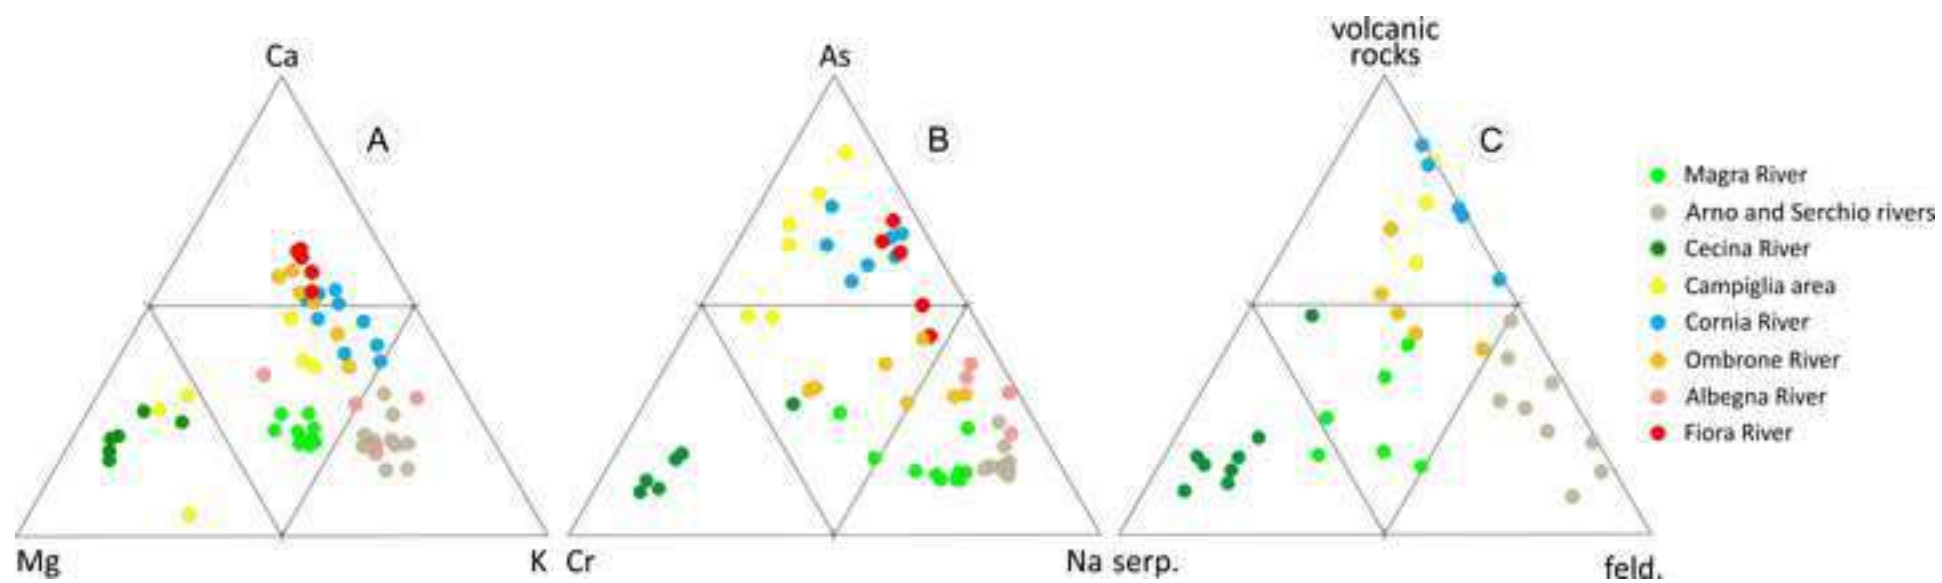 volcanic
rocks
Ca
As
A
B
C
Mg
K
Cr
Na
serp.
feld.
Magra River
Arno and Serchio rivers
Cecina River
Campiglia area
Cornia River
Ombrone River
Albegna River
Fiora River